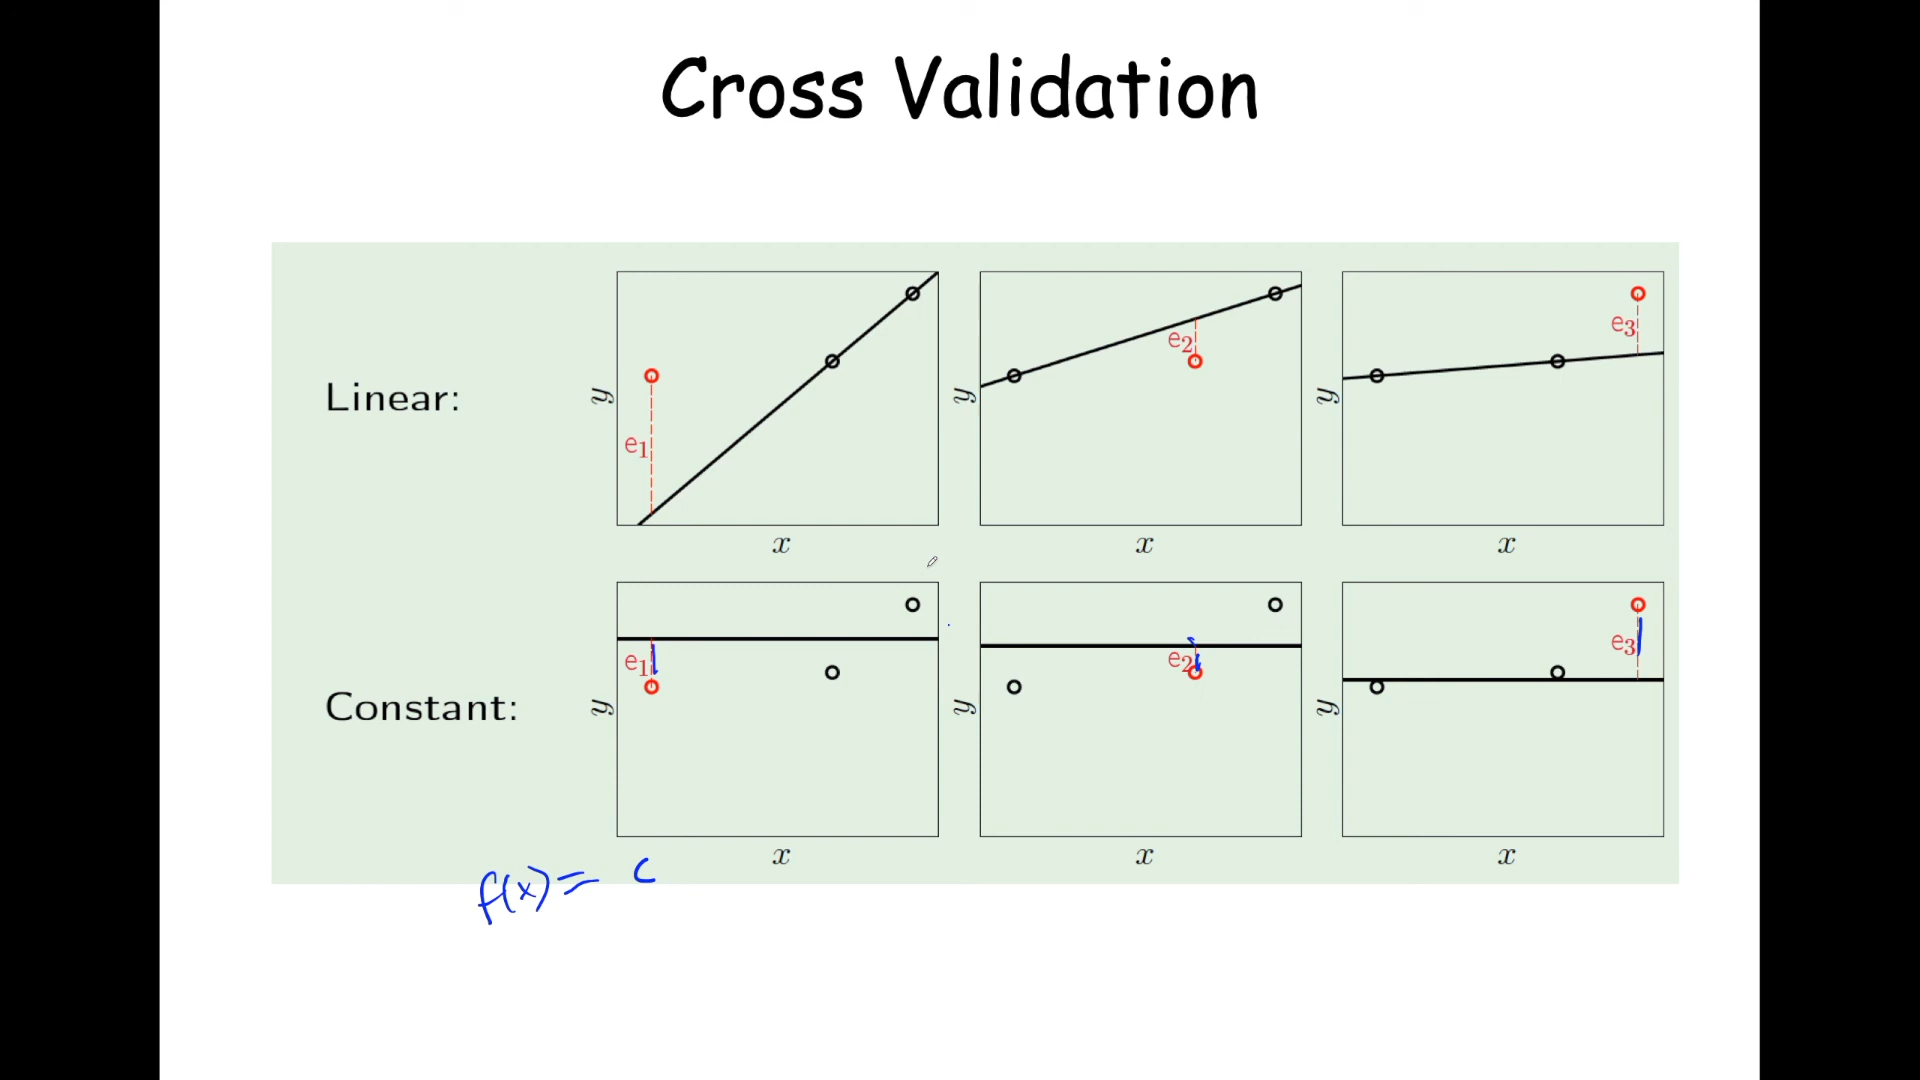 Cross Validation
Linear:
y e1 x
y e2 x
y e3 x
Constant:
y e1 x
y e2 x
y e3 x
f(x) = c